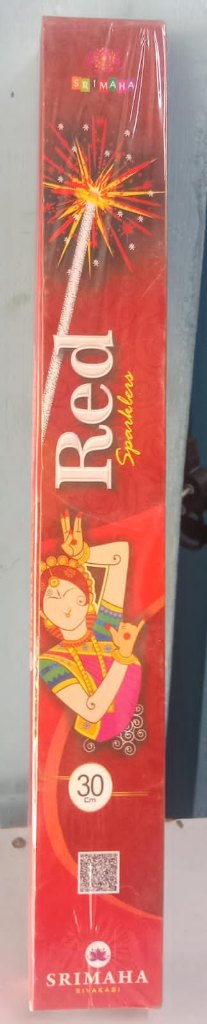 SRIMAHA
Red
Sparklers
30
Cm
SRIMAHA
SIVAKASI